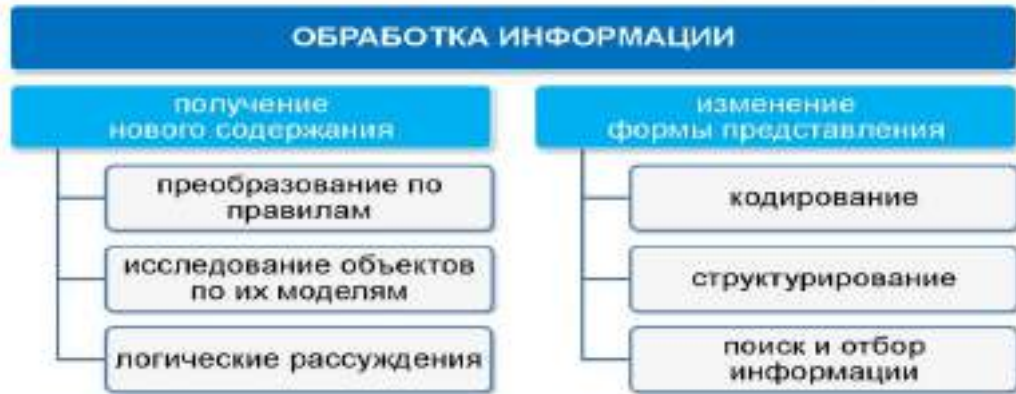 ОБРАБОТКА ИНФОРМАЦИИ
получение
нового содержания
преобразование по
правилам
исследование объектов
по их моделям
логические рассуждения
изменение
формы представления
кодирование
структурирование
поиск и отбор
информации